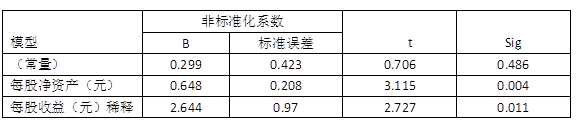 模型 非标准化系数 t Sig
B 标准误差
（常量） 0.299 0.423 0.706 0.486
每股净资产（元） 0.648 0.208 3.115 0.004
每股收益（元）稀释 2.644 0.97 2.727 0.011